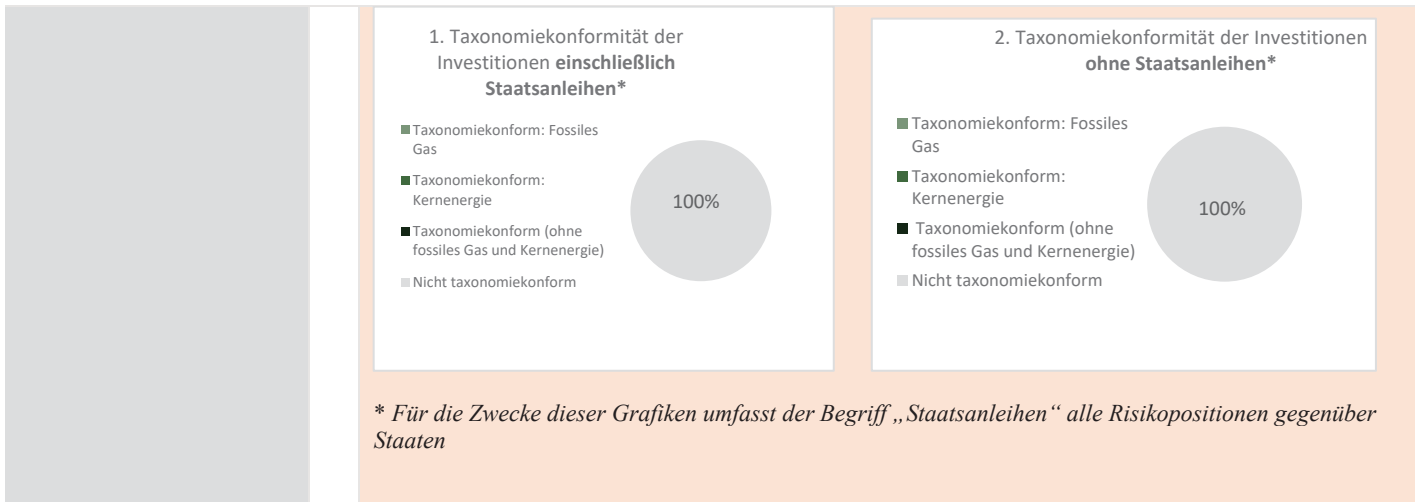 1. Taxonomiekonformität der
Investitionen einschließlich
Staatsanleihen*
Taxonomiekonform: Fossiles
Gas
Taxonomiekonform:
Kernenergie
Taxonomiekonform (ohne
fossiles Gas und Kernenergie)
Nicht taxonomiekonform
100%
2. Taxonomiekonformität der Investitionen
ohne Staatsanleihen*
Taxonomiekonform: Fossiles
Gas
Taxonomiekonform:
Kernenergie
Taxonomiekonform (ohne
fossiles Gas und Kernenergie)
Nicht taxonomiekonform
100%
* Für die Zwecke dieser Grafiken umfasst der Begriff „Staatsanleihen“ alle Risikopositionen gegenüber
Staaten